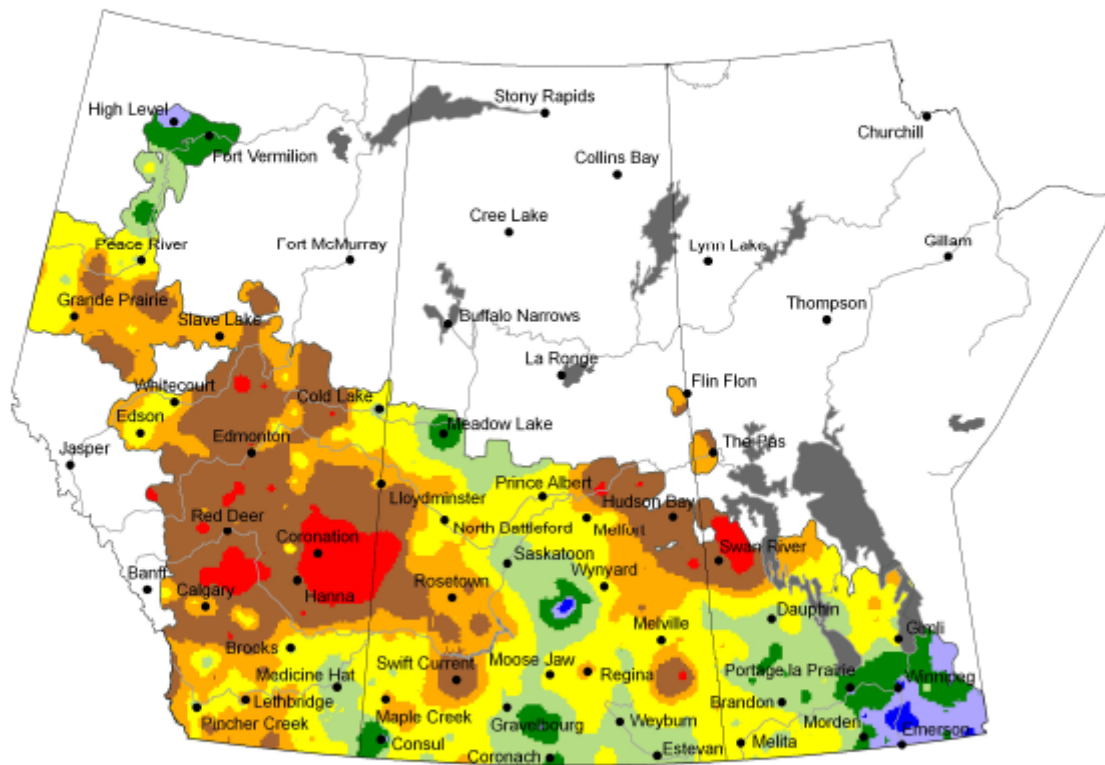 Stony Rapids
High Level
Churchill
Fort Vermilion
Collins Bay
Cree Lake
Peace River
Fort McMurray
Lynn Lake
Gillam
Grande Prairie
Thompson
Slave Lake
Buffalo Narrows
La Ronge
Flin Flon
Whitecourt
Cold Lake
Edson
Meadow Lake
Edmonton
The Pas
Jasper
Prince Albert
Lloydminster
Hudson Bay
Red Deer
North Battleford
Melfort
Coronation
Saskatoon
Swan River
Banff
Rosetown
Wynyard
Calgary
Hanna
Dauphin
Melville
Gimli
Brooks
Swift Current
Moose Jaw
Medicine Hat
Regina
Portage la Prairie
Winnipeg
Lethbridge
Maple Creek
Brandon
Pincher Creek
Gravelbourg
Weyburn
Morden
Emerson
Consul
Melita
Coronach
Estevan